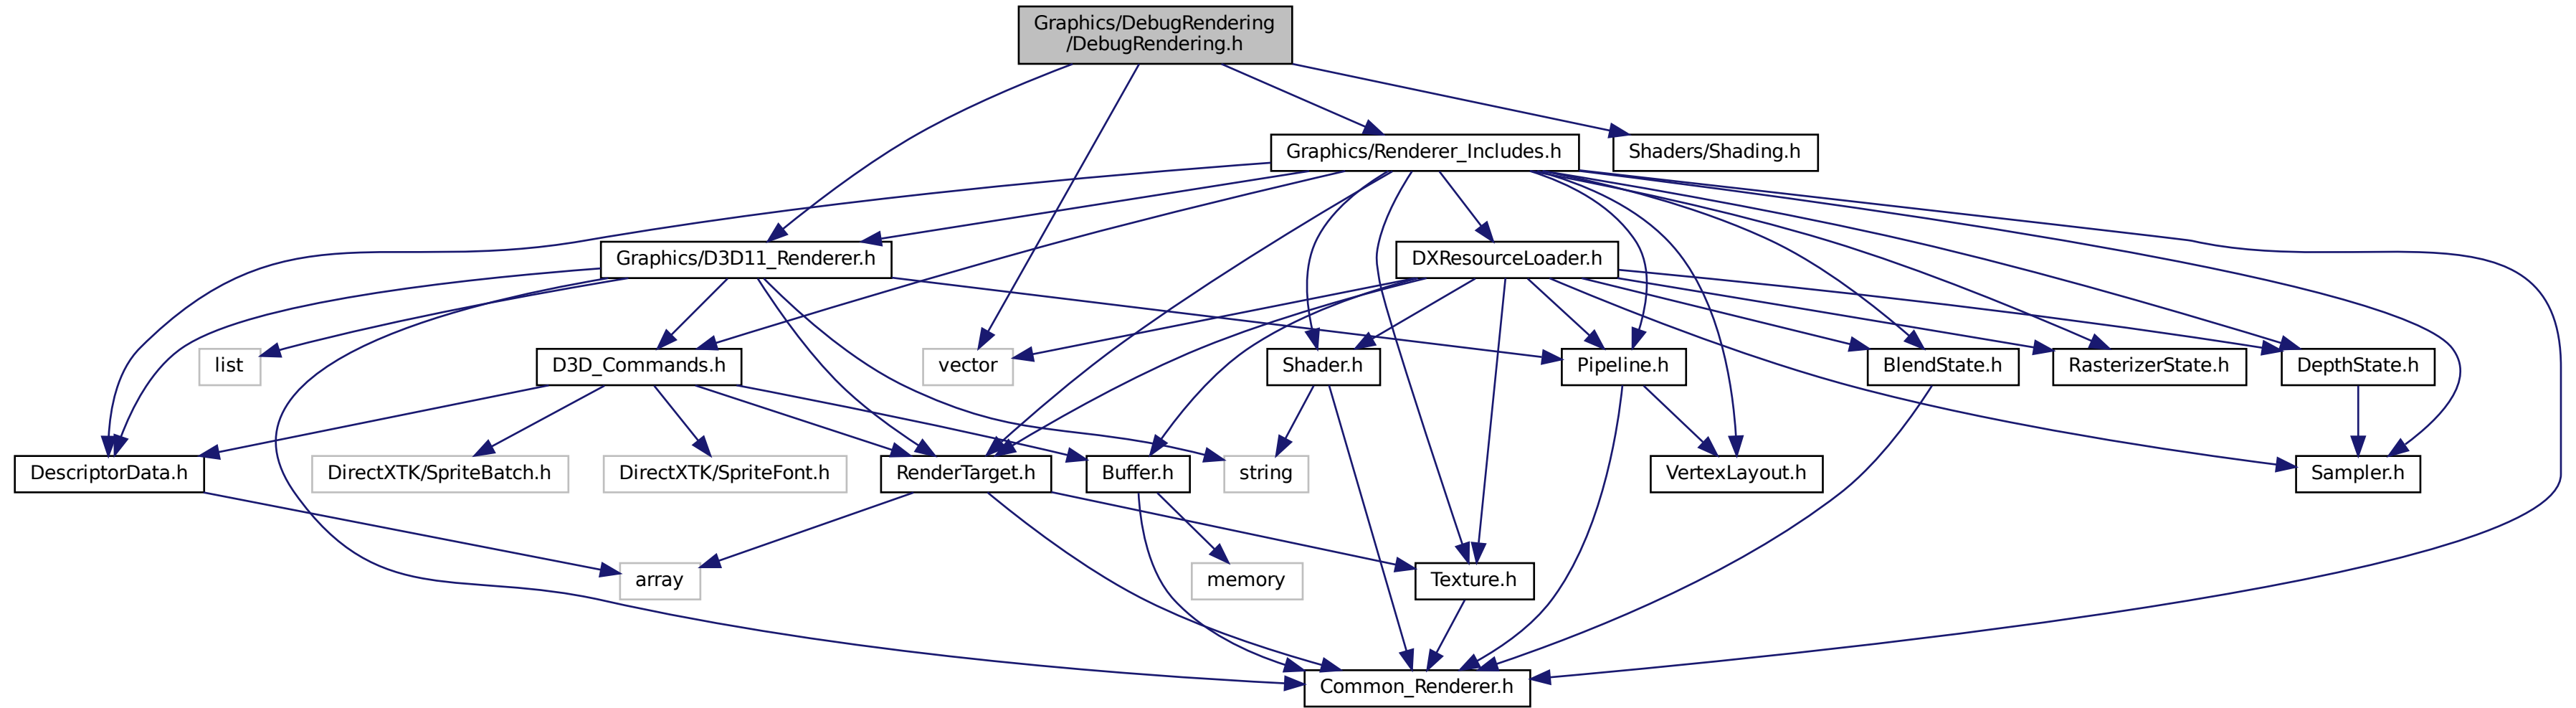 Graphics/DebugRendering
/DebugRendering.h
Graphics/Renderer_Includes.h
Shaders/Shading.h
Graphics/D3D11_Renderer.h
DXResourceLoader.h
list
D3D_Commands.h
vector
Shader.h
Pipeline.h
BlendState.h
RasterizerState.h
DepthState.h
DescriptorData.h
DirectXTK/SpriteBatch.h
DirectXTK/SpriteFont.h
RenderTarget.h
Buffer.h
string
VertexLayout.h
Sampler.h
array
memory
Texture.h
Common_Renderer.h